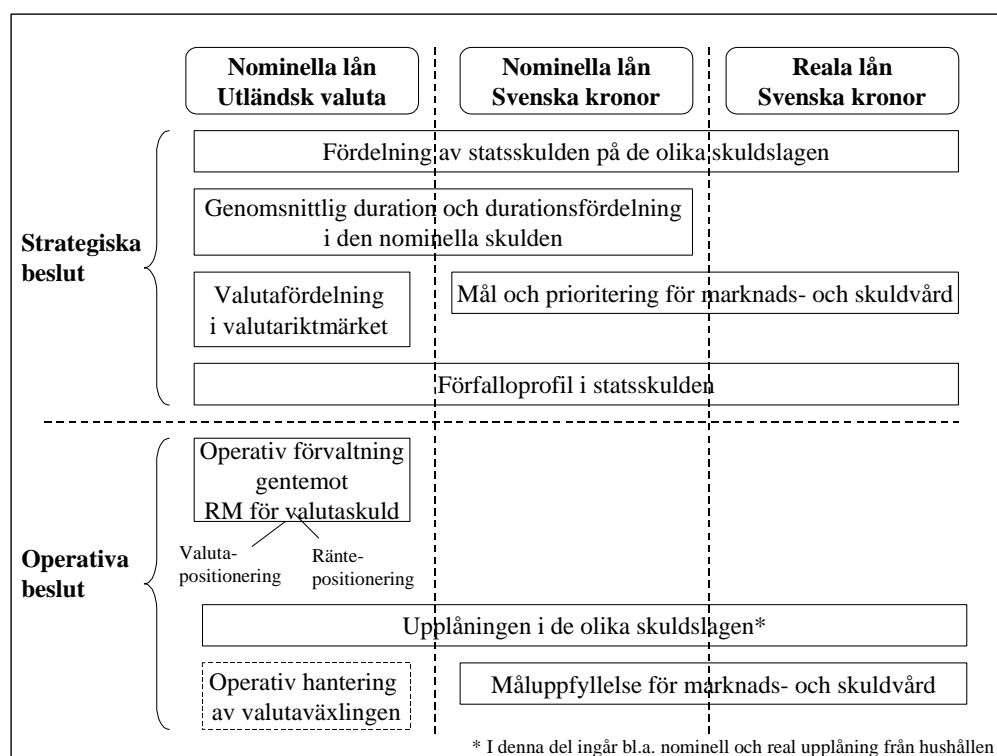 Nominella lån
Utländsk valuta
Nominella lån
Svenska kronor
Reala lån
Svenska kronor
Strategiska
beslut
Fördelning av statsskulden på de olika skuldslagen
Genomsnittlig duration och durationsfördelning
i den nominella skulden
Valutafördelning
i valutariktmärket
Mål och prioritering för marknads- och skuldvård
Förfalloprofil i statsskulden
Operativa
beslut
Operativ förvaltning
gentemot
RM för valutaskuld
Valuta-
positionering
Ränte-
positionering
Upplåningen i de olika skuldslagen*
Operativ hantering
av valutaväxlingen
Måluppfyllelse för marknads- och skuldvård
* I denna del ingår bl.a. nominell och real upplåning från hushållen